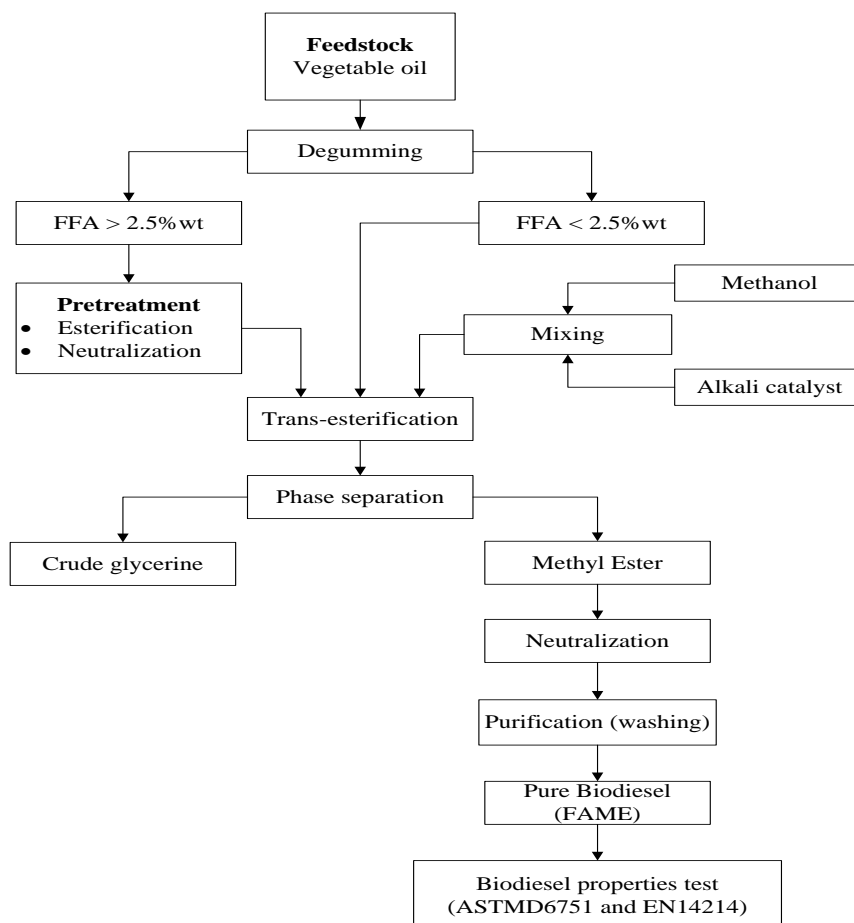 Feedstock
Vegetable oil
Degumming
FFA > 2.5%wt
FFA < 2.5%wt
Pretreatment
• Esterification
• Neutralization
Methanol
Mixing
Alkali catalyst
Trans-esterification
Phase separation
Crude glycerine
Methyl Ester
Neutralization
Purification (washing)
Pure Biodiesel
(FAME)
Biodiesel properties test
(ASTMD6751 and EN14214)